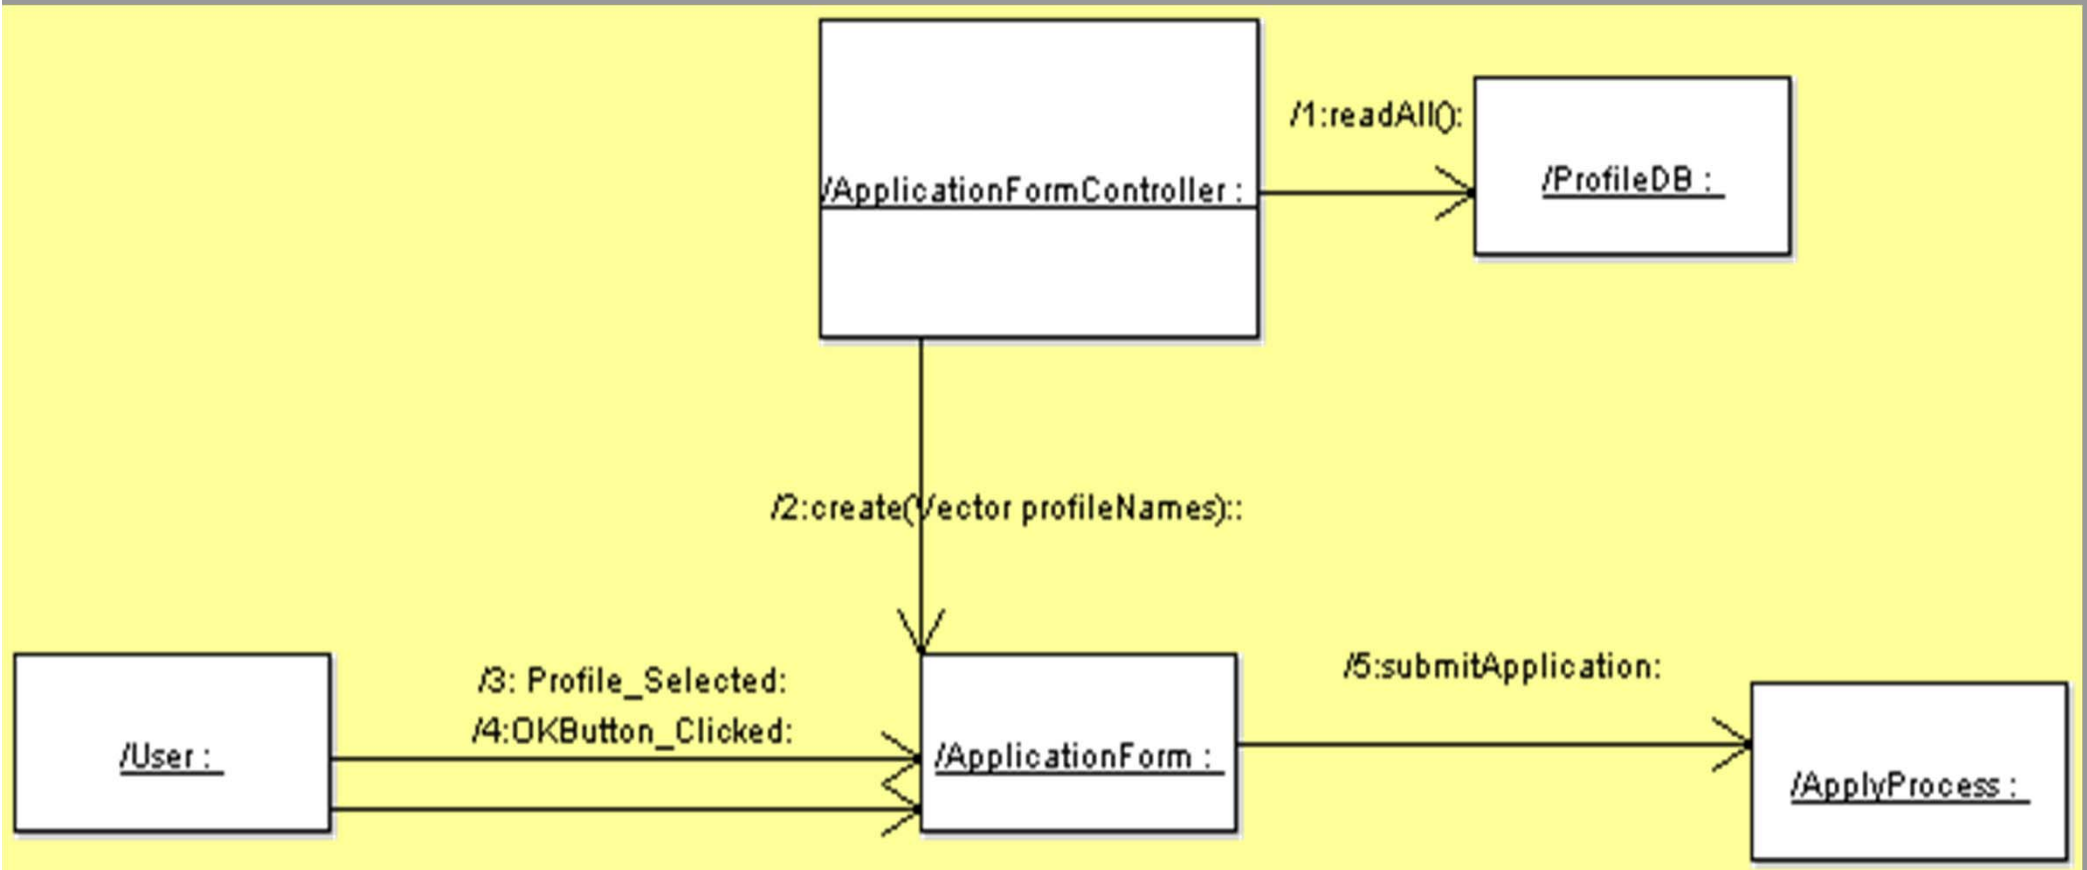 /1:readAll():
/ProfileDB :
/ApplicationFormController :
/2:create(Vector profileNames)::
/3: Profile_Selected:
/4:OKButton_Clicked:
/5:submitApplication:
/User :
/ApplicationForm :
/ApplyProcess :